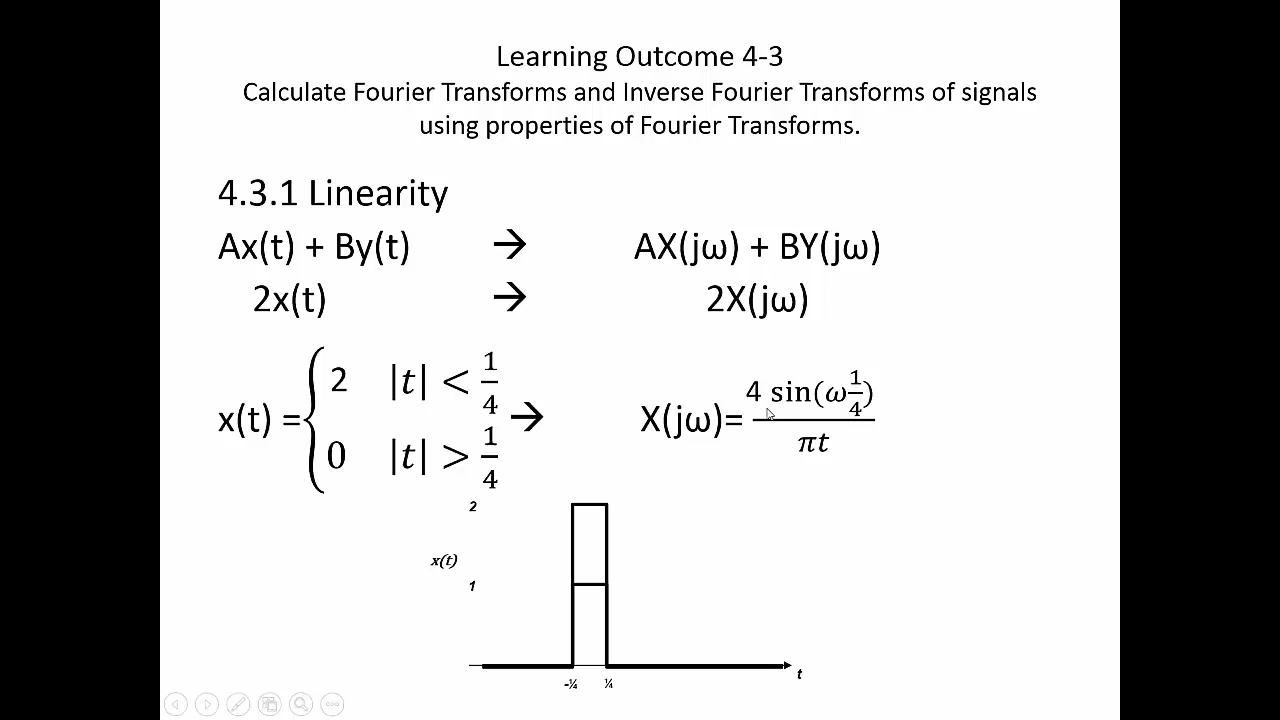 Learning Outcome 4-3
Calculate Fourier Transforms and Inverse Fourier Transforms of signals
using properties of Fourier Transforms.
4.3.1 Linearity
Ax(t) + By(t) → AX(jω) + BY(jω)
2x(t) → 2X(jω)
x(t) = { 2 |t| < 1/4 0 |t| > 1/4 → X(jω)= 4 sin(ω 1/4) / πt
2
x(t)
1
-¼ ¼ t